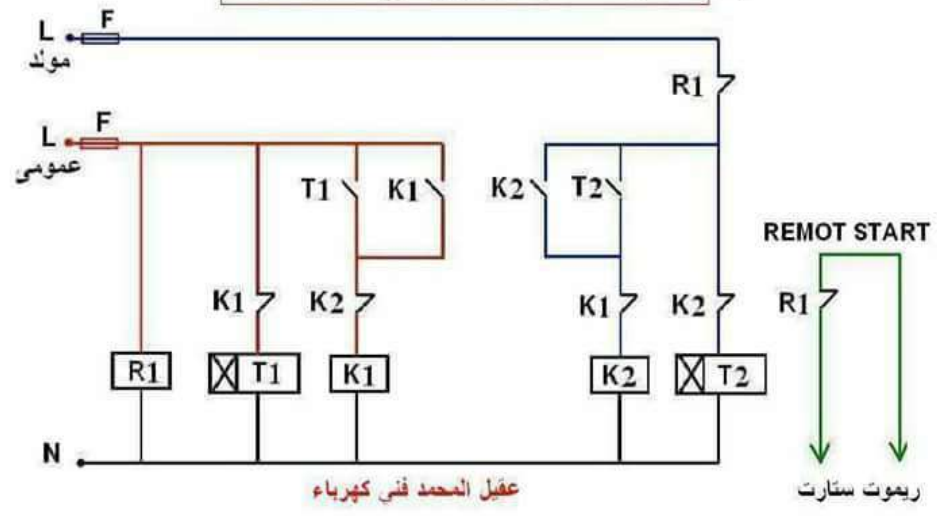 F
L
مولد
R1
F
L
عمومي
T1
K1
K2
T2
REMOT START
K1
K2
K1
K2
R1
R1
T1
K1
K2
T2
N
عقيل المحمد فني كهرباء
ريموت ستارت